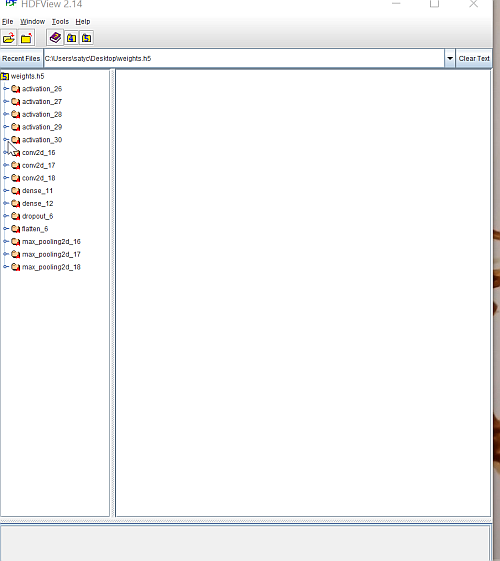 HDFView 2.14
File Window Tools Help
Recent Files C:\Users\satyc\Desktop\weights.h5 Clear Text
weights.h5
activation_26
activation_27
activation_28
activation_29
activation_30
conv2d_16
conv2d_17
conv2d_18
dense_11
dense_12
dropout_6
flatten_6
max_pooling2d_16
max_pooling2d_17
max_pooling2d_18